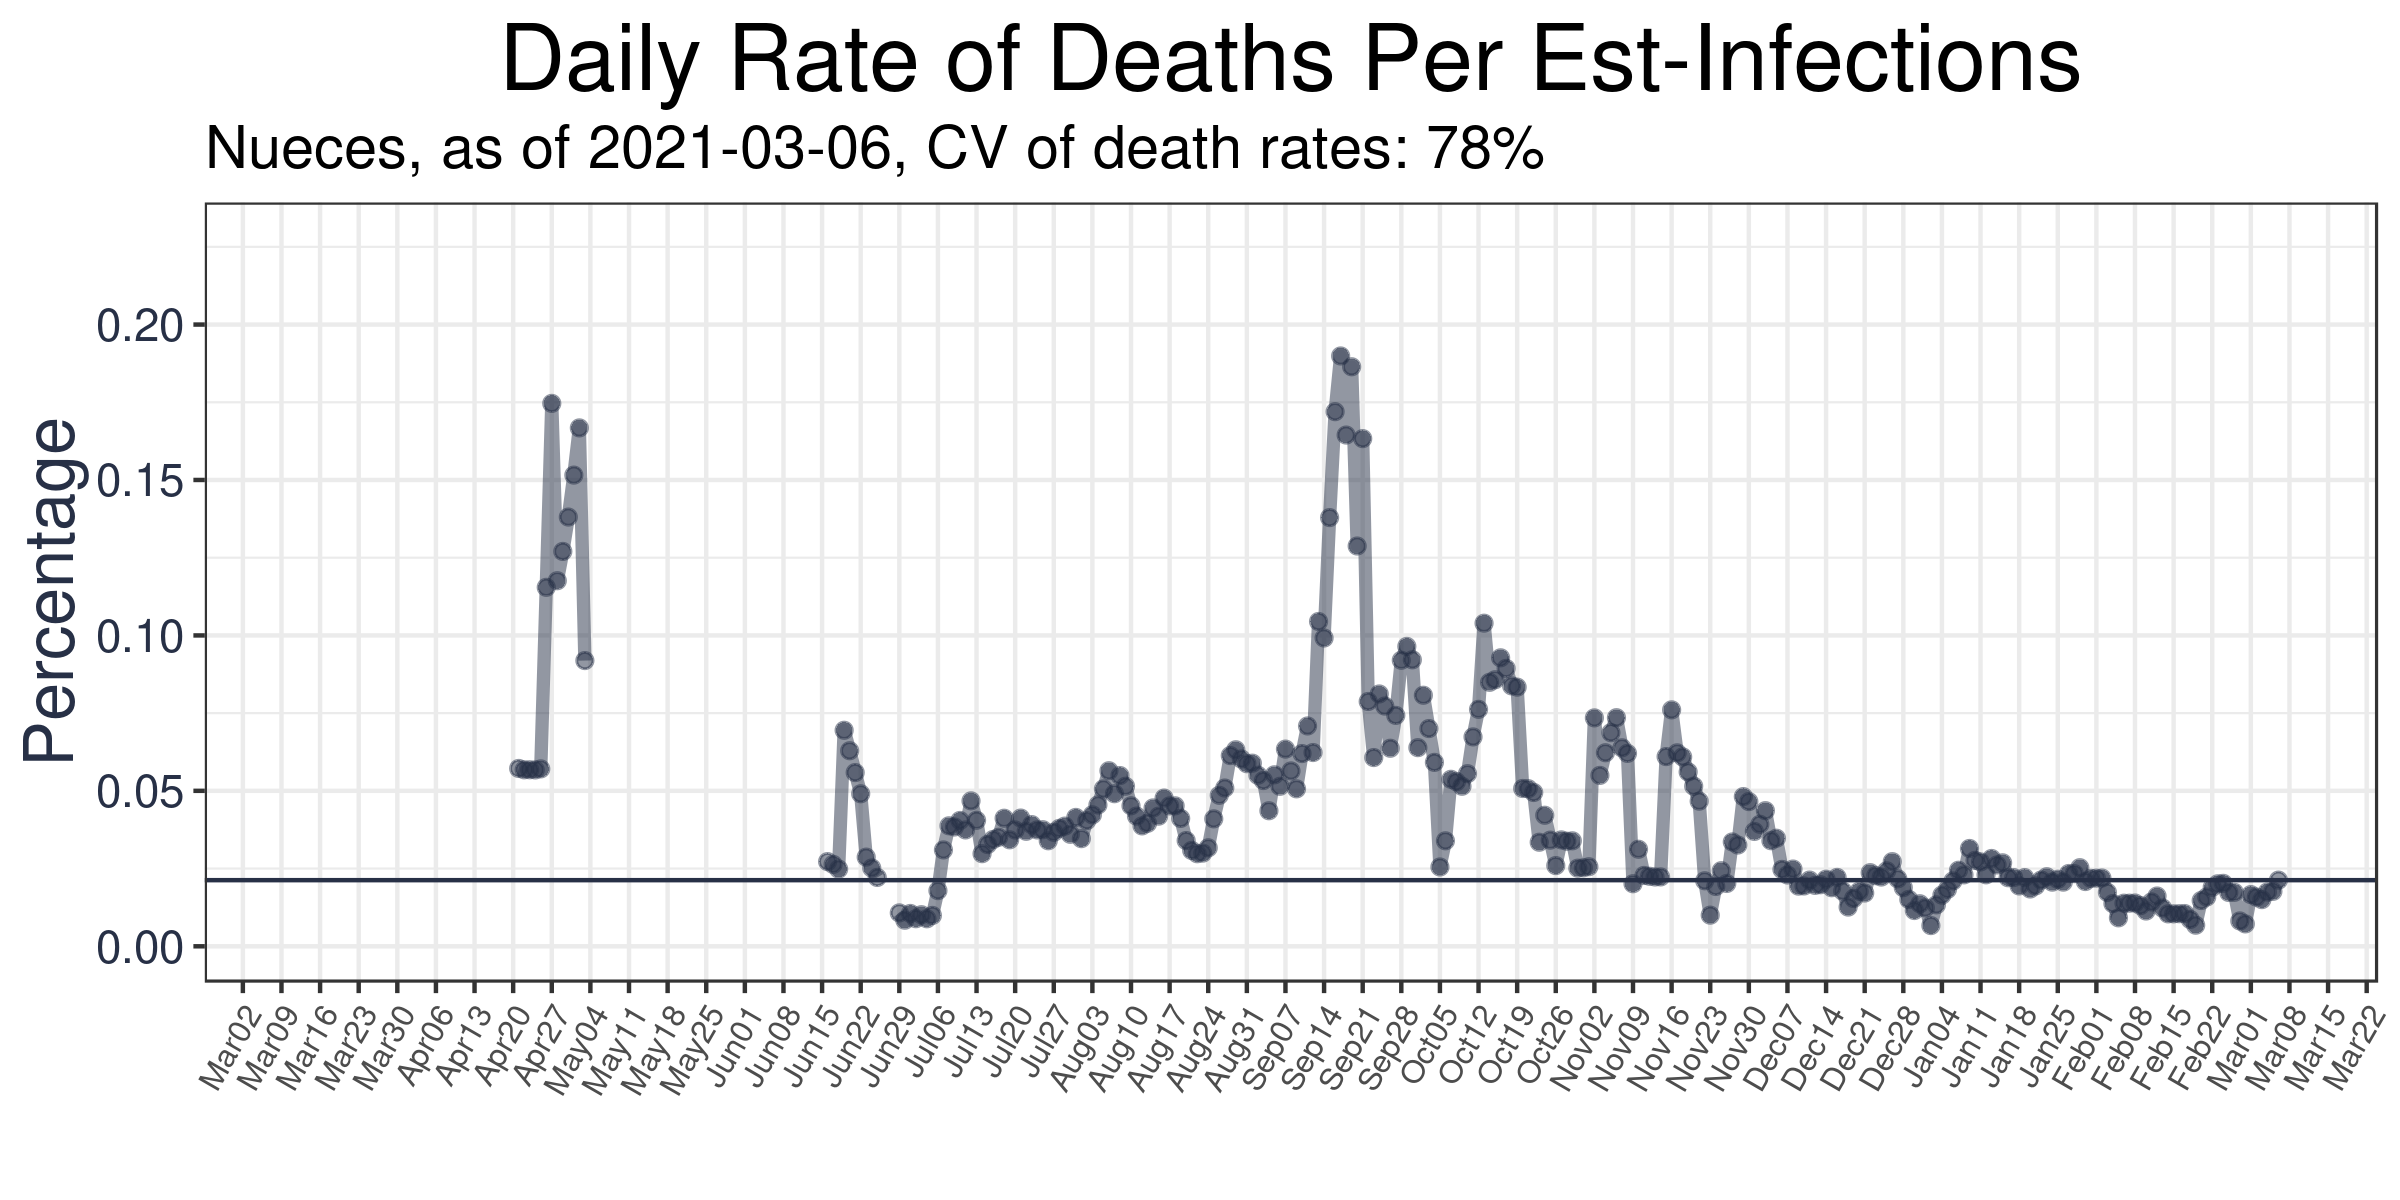 Daily Rate of Deaths Per Est-Infections
Nueces, as of 2021-03-06, CV of death rates: 78%
Percentage
0.20
0.15
0.10
0.05
0.00
Mar02
Mar09
Mar16
Mar23
Mar30
Apr06
Apr13
Apr20
Apr27
May04
May11
May18
May25
Jun01
Jun08
Jun15
Jun22
Jun29
Jul06
Jul13
Jul20
Jul27
Aug03
Aug10
Aug17
Aug24
Aug31
Sep07
Sep14
Sep21
Sep28
Oct05
Oct12
Oct19
Oct26
Nov02
Nov09
Nov16
Nov23
Nov30
Dec07
Dec14
Dec21
Dec28
Jan04
Jan11
Jan18
Jan25
Feb01
Feb08
Feb15
Feb22
Mar01
Mar08
Mar15
Mar22